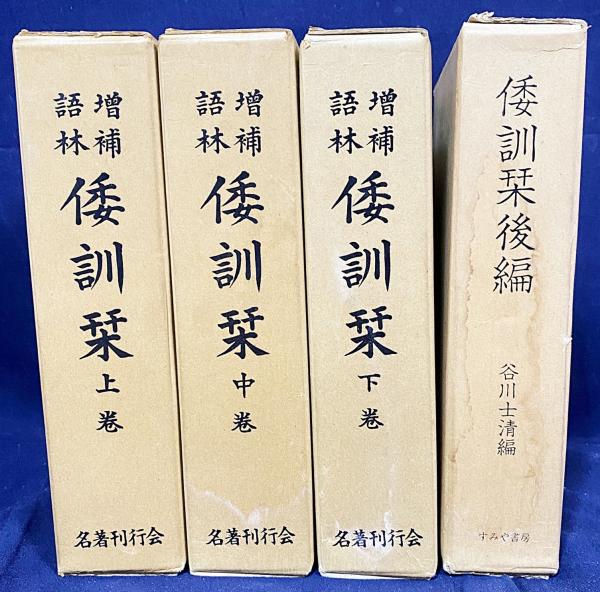 増補
語林
倭訓栞
上巻
名著刊行会
増補
語林
倭訓栞
中巻
名著刊行会
増補
語林
倭訓栞
下巻
名著刊行会
倭訓栞後編
谷川士清編
すみや書房